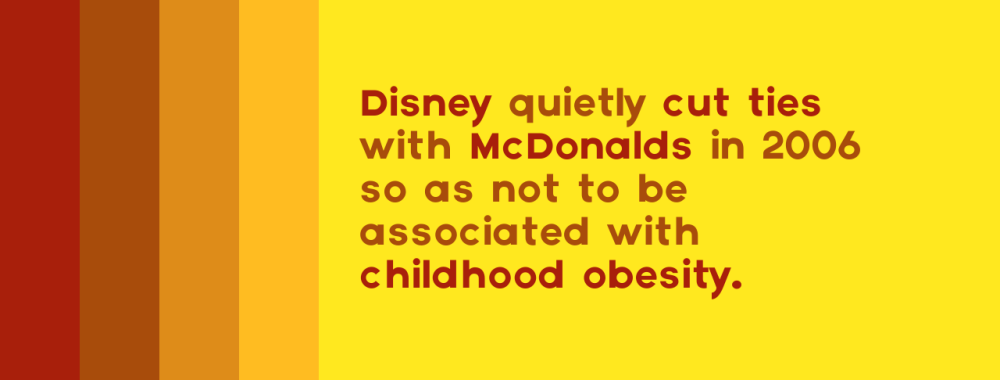 Disney quietly cut ties
with McDonalds in 2006
so as not to be
associated with
childhood obesity.